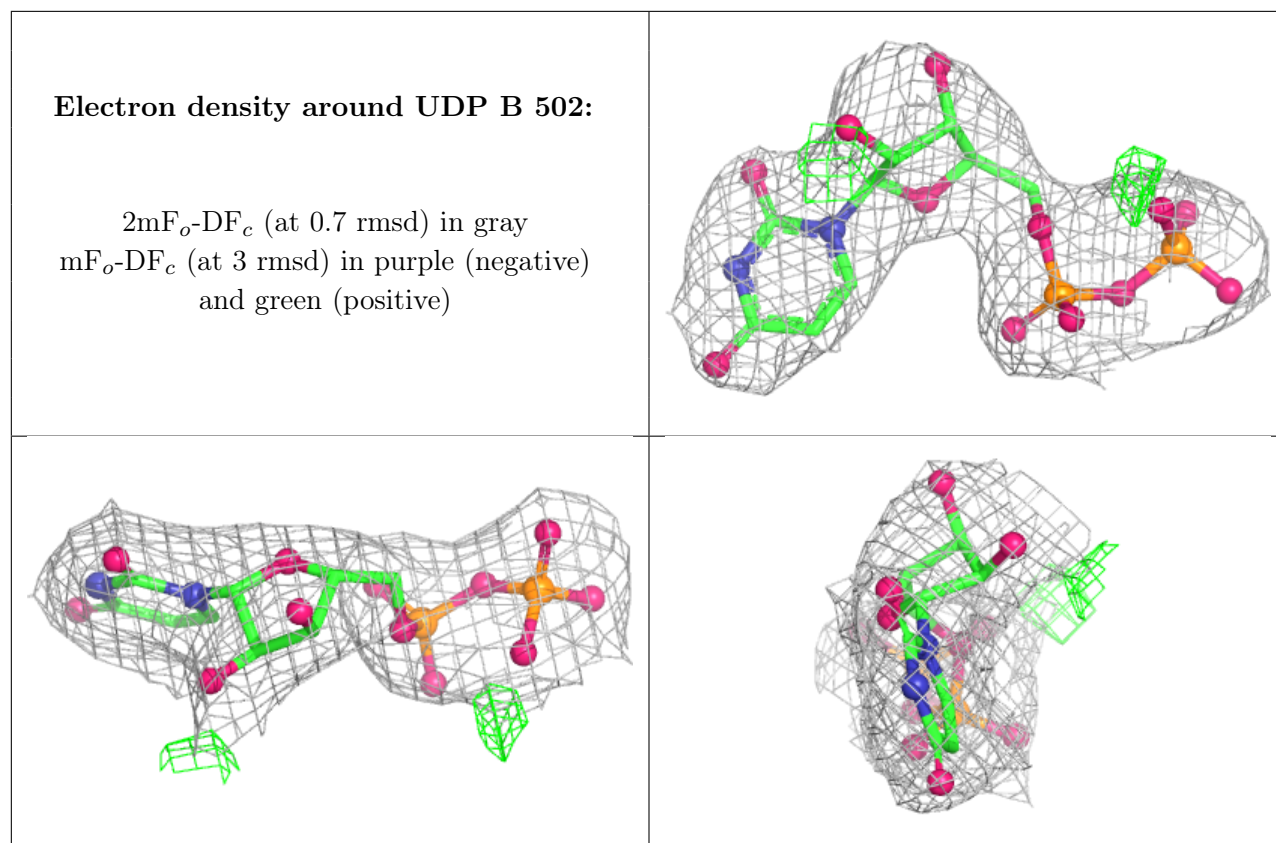 Electron density around UDP B 502:
2mFₒ-DF𝒸 (at 0.7 rmsd) in gray
mFₒ-DF𝒸 (at 3 rmsd) in purple (negative)
and green (positive)